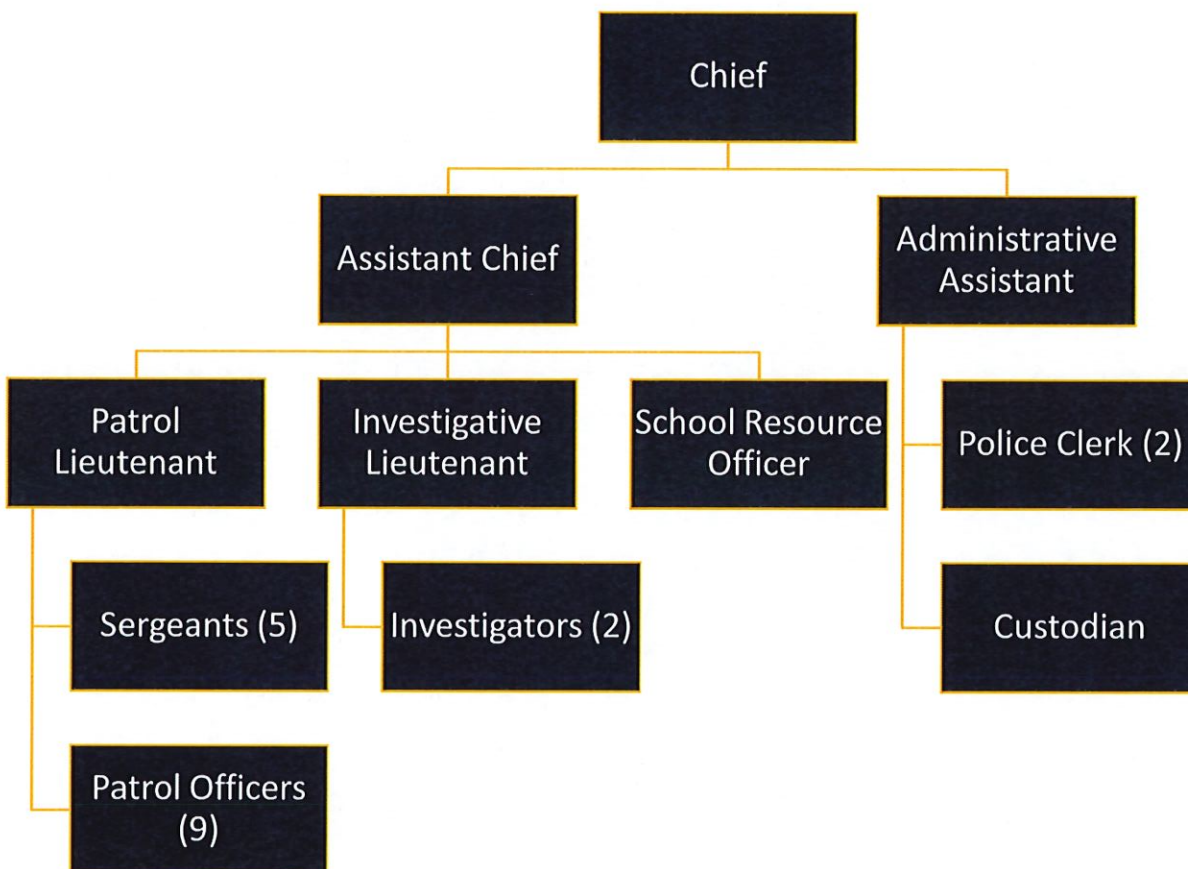 Chief
Assistant Chief
Administrative
Assistant
Patrol
Lieutenant
Investigative
Lieutenant
School Resource
Officer
Police Clerk (2)
Sergeants (5)
Investigators (2)
Custodian
Patrol Officers
(9)